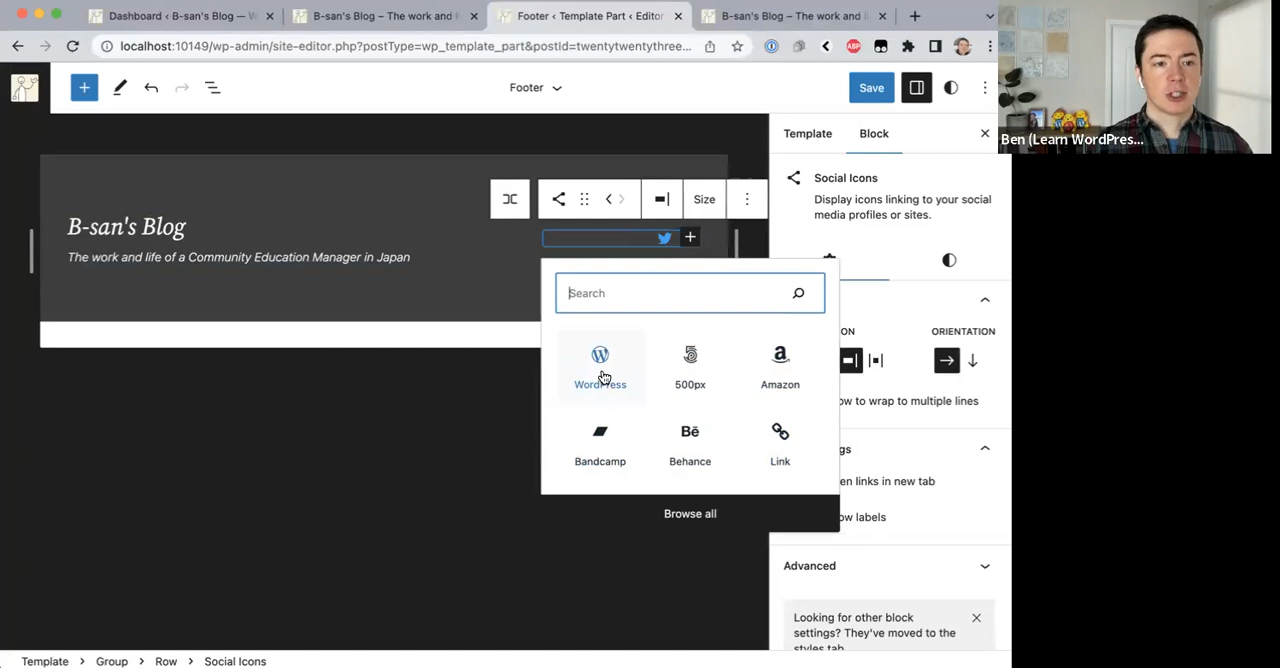 Dashboard ‹ B-san's Blog — W
B-san's Blog – The work and
Footer ‹ Template Part ‹ Editor
B-san's Blog – The work and l
localhost:10149/wp-admin/site-editor.php?postType=wp_template_part&postId=twentytwentythree...
ABP
Footer
Save
Ben (Learn WordPres...
Template
Block
Social Icons
Display icons linking to your
social media profiles or sites.
Size
B-san's Blog
The work and life of a Community Education Manager in Japan
Search
WordPress
500px
Amazon
Bandcamp
Behance
Link
Browse all
ON
ORIENTATION
ow to wrap to multiple lines
gs
en links in new tab
ow labels
Advanced
Looking for other block
settings? They've moved to the
styles tab
Template
Group
Row
Social Icons